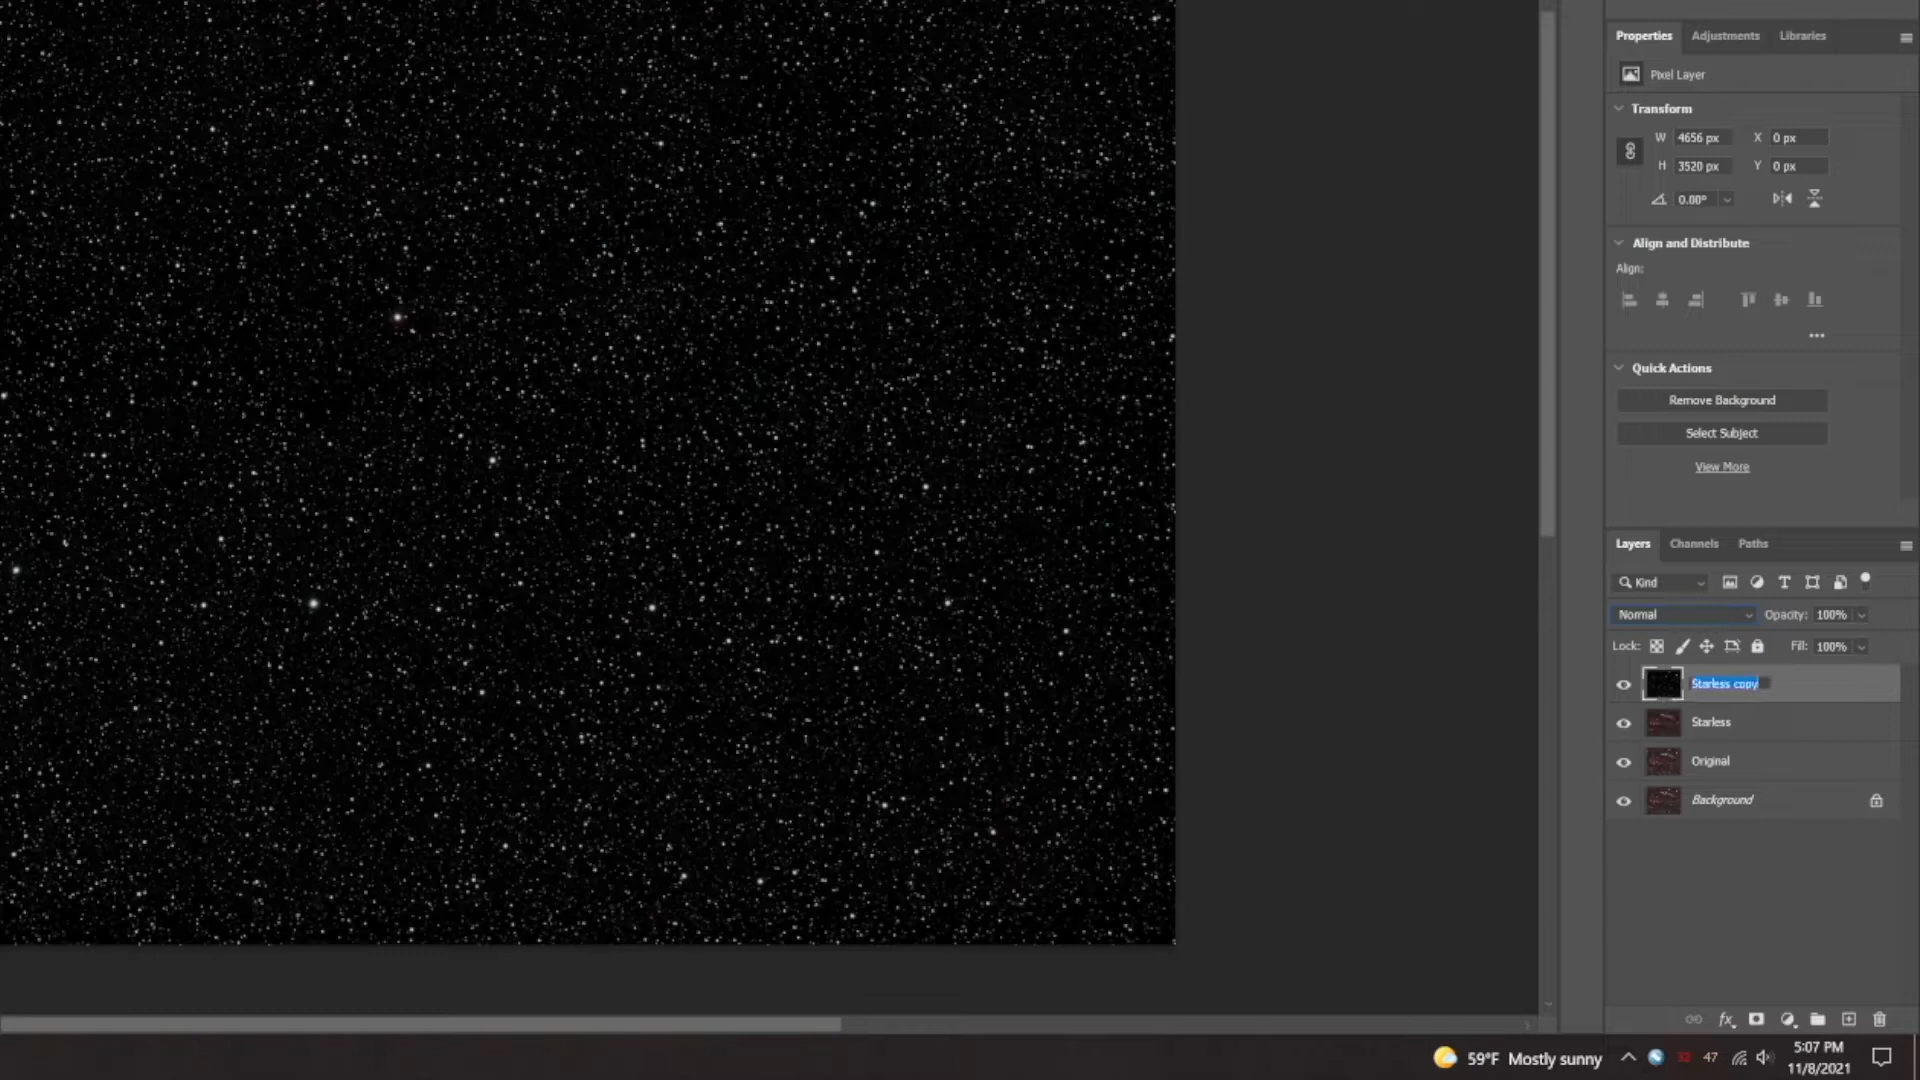 Properties Adjustments Libraries
Pixel Layer
Transform
W 4656 px X 0 px
H 3520 px Y 0 px
0.00°
Align and Distribute
Align:
Quick Actions
Remove Background
Select Subject
View More
Layers Channels Paths
Kind
Normal Opacity: 100%
Lock: Fill: 100%
Starless copy
Starless
Original
Background
fx
59°F Mostly sunny 32 47 5:07 PM
11/8/2021